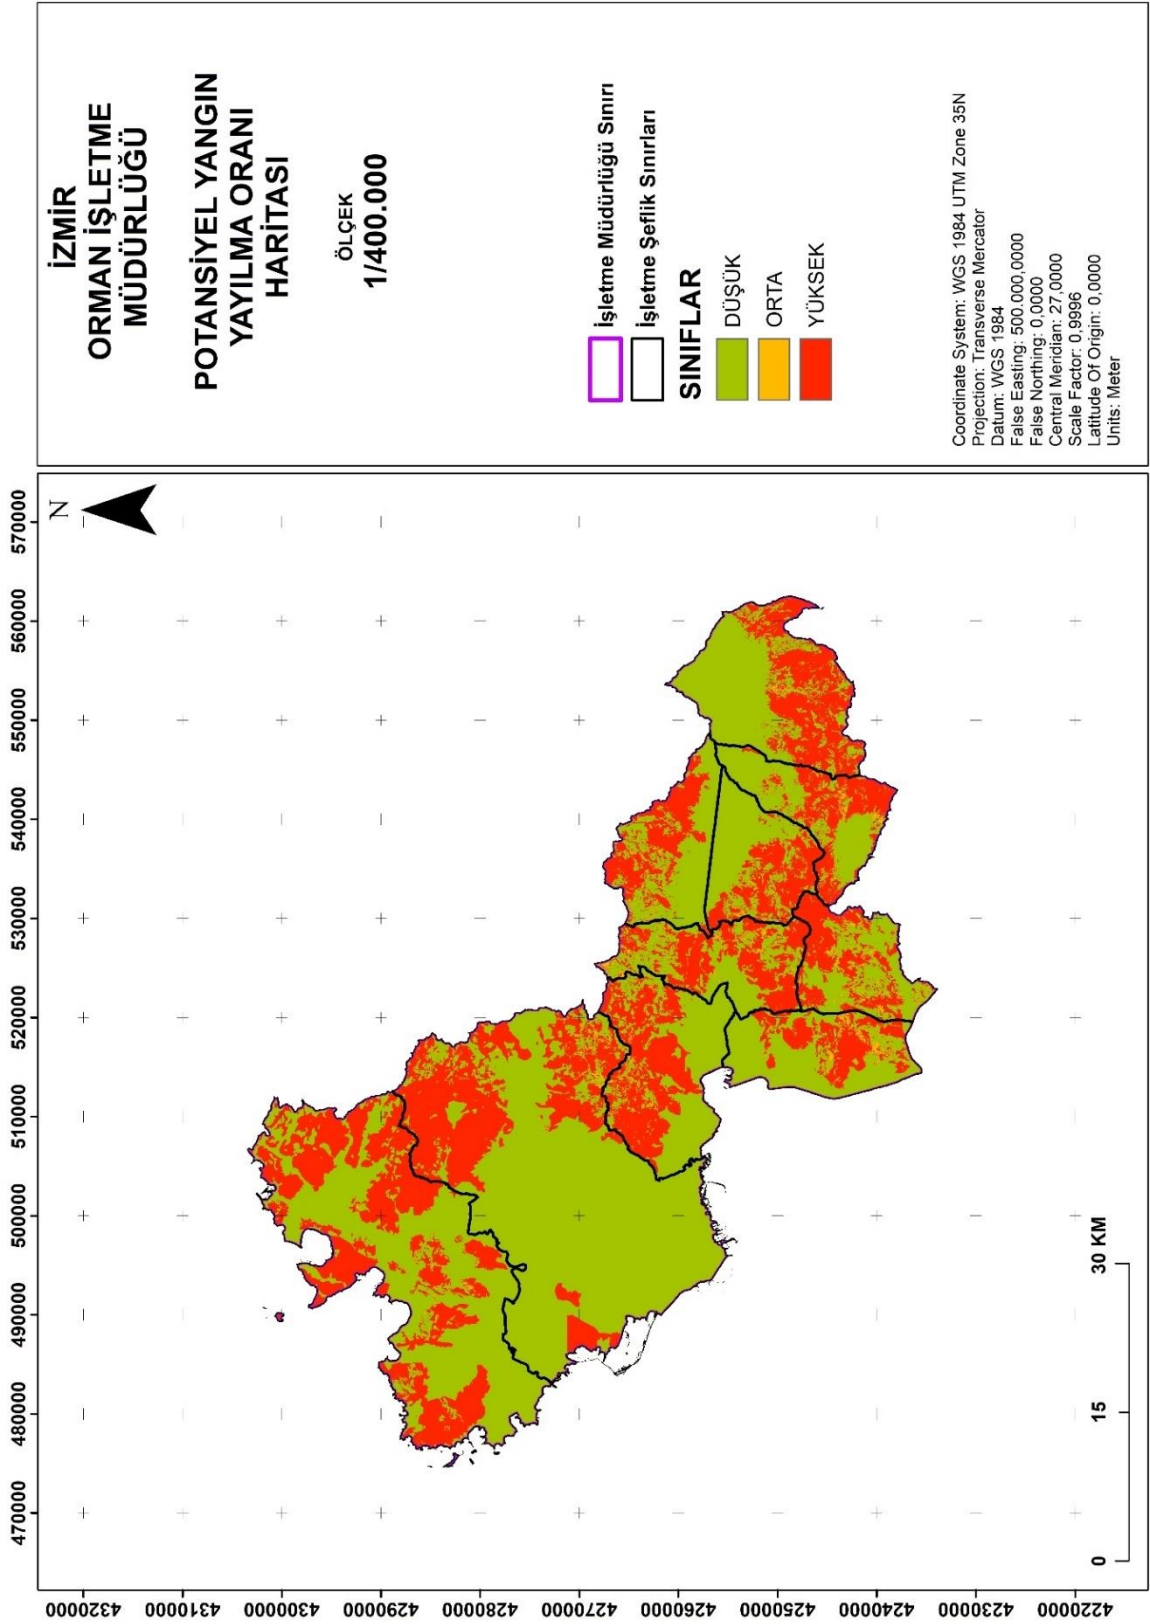 İZMİR
ORMAN İŞLETME
MÜDÜRLÜĞÜ
POTANSİYEL YANGIN
YAYILMA ORANI
HARİTASI
ÖLÇEK
1/400.000
İşletme Müdürlüğü Sınırı
İşletme Şeflik Sınırları
SINIFLAR
DÜŞÜK
ORTA
YÜKSEK
Coordinate System: WGS 1984 UTM Zone 35N
Projection: Transverse Mercator
Datum: WGS 1984
False Easting: 500.000,0000
False Northing: 0,0000
Central Meridian: 27,0000
Scale Factor: 0,9996
Latitude Of Origin: 0,0000
Units: Meter
470000
480000
490000
500000
510000
520000
530000
540000
550000
560000
570000
N
4320000
4310000
4300000
4290000
4280000
4270000
4260000
4250000
4240000
4230000
4220000
0
15
30 KM